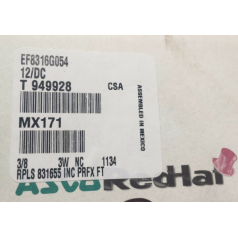 EF8316G054
12/DC
T 949928
CSA
MX171
3/8 3W NC 1134
RPLS 831655 INC PRFX FT
ASSEMBLED IN MEXICO
ASCO RedHat